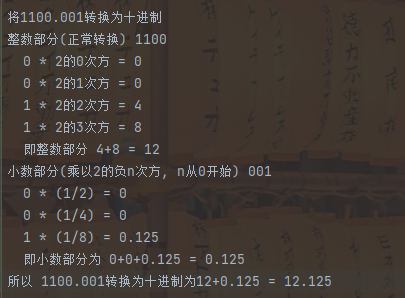 将1100.001转换为十进制
整数部分(正常转换) 1100
0 * 2的0次方 = 0
0 * 2的1次方 = 0
1 * 2的2次方 = 4
1 * 2的3次方 = 8
即整数部分 4+8 = 12
小数部分(乘以2的负n次方, n从0开始) 001
0 * (1/2) = 0
0 * (1/4) = 0
1 * (1/8) = 0.125
即小数部分为 0+0+0.125 = 0.125
所以 1100.001转换为十进制为12+0.125 = 12.125